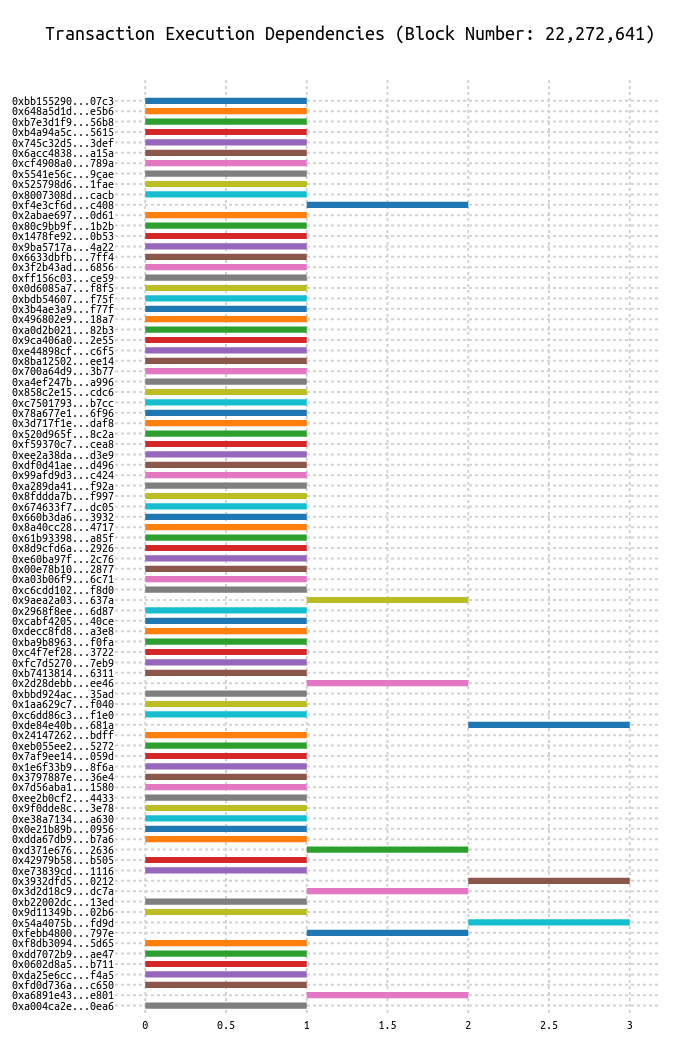 Transaction Execution Dependencies (Block Number: 22,272,641)
0xbb155290...07c3
0x648a5d1d...e5b6
0xb7e3d1f9...56b8
0xb4a94a5c...5615
0x745c32d5...3def
0x6acc4838...a15a
0xcf4908a0...789a
0x5541e56c...9cae
0x525798d6...1fae
0x8007308d...cacb
0xf4e3cf6d...c408
0x2abae697...0d61
0x80c9bb9f...1b2b
0x1478fe92...0b53
0x9ba5717a...4a22
0x6633dbfb...7ff4
0x3f2b43ad...6856
0xff156c03...ce59
0x0d6085a7...f8f5
0xbdb54607...f75f
0x3b4ae3a9...f77f
0x496802e9...18a7
0xa0d2b021...82b3
0x9ca406a0...2e55
0xe44898cf...c6f5
0x8ba12502...ee14
0x700a64d9...3b77
0xa4ef247b...a996
0x858c2e15...cdc6
0xc7501793...b7cc
0x78a677e1...6f96
0x3d717f1e...daf8
0x520d965f...8c2a
0xf59370c7...cea8
0xee2a38da...d3e9
0xdf0d41ae...d496
0x99afd9d3...c424
0xa289da41...f92a
0x8fddda7b...f997
0x674633f7...dc05
0x660b3da6...3932
0x8a40cc28...4717
0x61b93398...a85f
0x8d9cfd6a...2926
0xe60ba97f...2c76
0x00e78b10...2877
0xa03b06f9...6c71
0xc6cdd102...f8d0
0x9aea2a03...637a
0x2968f8ee...6d87
0xcabf4205...40ce
0xdecc8fd8...a3e8
0xba9b8963...f0fa
0xc4f7ef28...3722
0xfc7d5270...7eb9
0xb7413814...6311
0x2d28debb...ee46
0xbbd924ac...35ad
0x1aa629c7...f040
0xc6dd86c3...f1e0
0xde84e40b...681a
0x24147262...bdff
0xeb055ee2...5272
0x7af9ee14...059d
0x1e6f33b9...8f6a
0x3797887e...36e4
0x7d56aba1...1580
0xee2b0cf2...4433
0x9f0dde8c...3e78
0xe38a7134...a630
0x0e21b89b...0956
0xdda67db9...b7a6
0xd371e676...2636
0x42979b58...b505
0xe73839cd...1116
0x3932dfd5...0212
0x3d2d18c9...dc7a
0xb22002dc...13ed
0x9d11349b...02b6
0x54a4075b...fd9d
0xfebb4800...797e
0xf8db3094...5d65
0xdd7072b9...ae47
0x0602d8a5...b711
0xda25e6cc...f4a5
0xfd0d736a...c650
0xa6891e43...e801
0xa004ca2e...0ea6
0 0.5 1 1.5 2 2.5 3